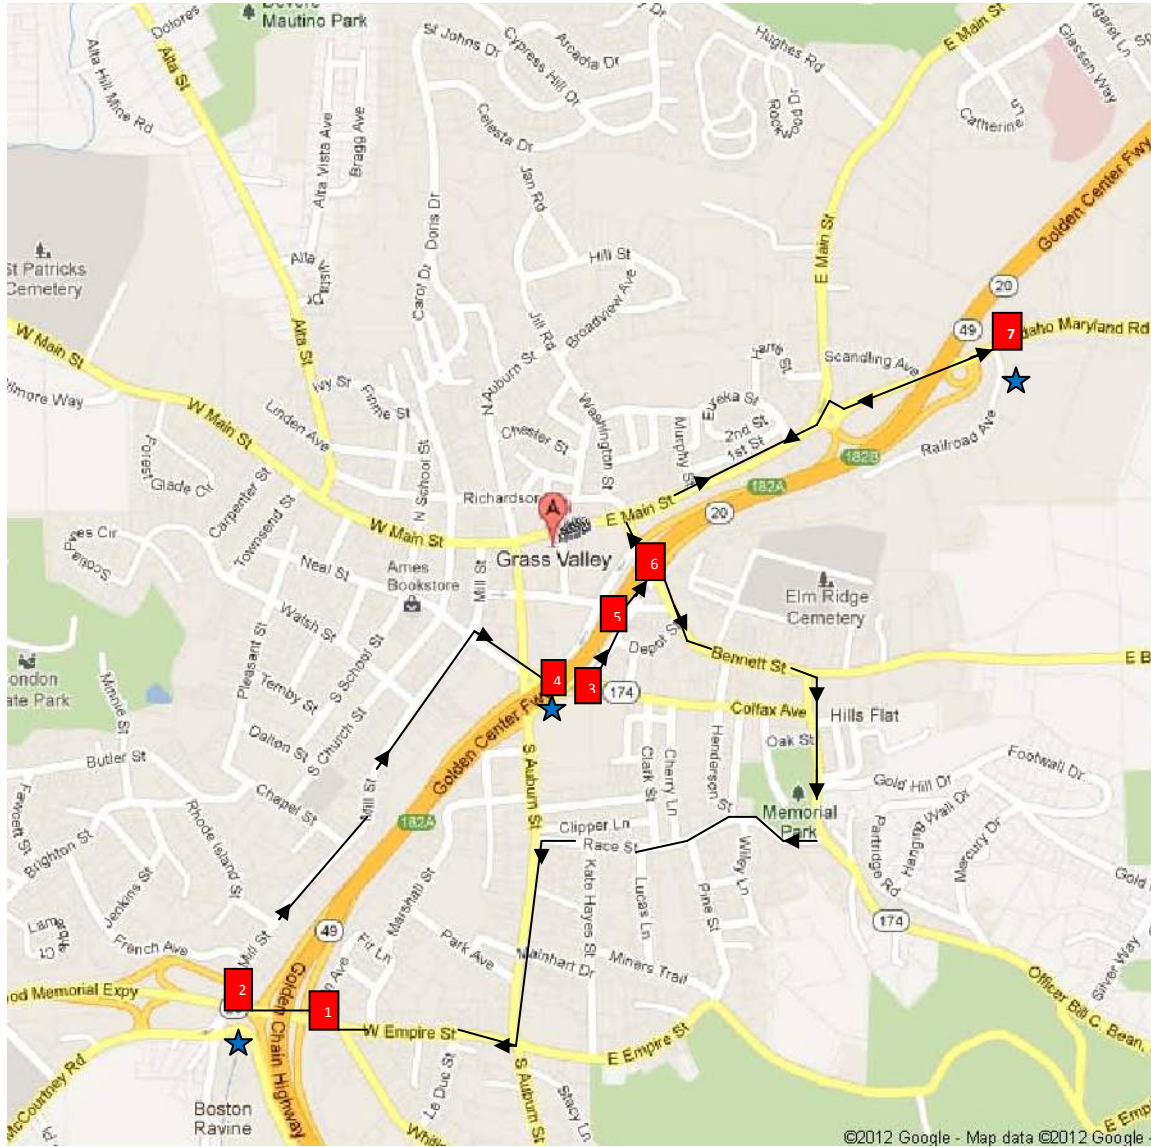 Mautino Park
Dolores
Alta Hill Mine Rd
Alta St
Alta Vista Ave
Bragg Ave
St Johns Dr
Cypress Hill Dr
Arcadia Dr
Celesta Dr
Hughes Rd
E Main St
Glasson Way
Catherine Ln
Golden Center Fwy
20
Jan Rd
Hill St
Doris Dr
Carol Dr
Broadview Ave
Jill Rd
E Main St
St Patricks
Cemetery
Alta St
W Main St
49
7
Idaho Maryland Rd
Scandling Ave
N Auburn St
Ivy St
Linden Ave
Washington St
Eureka St
2nd St
1st St
Murphy St
Chester St
Railroad Ave
182B
182A
W Main St
Forest
Glade Cir
Carpenter St
Townsend St
N School St
Richardson
A
E Main St
20
W Main St
Grass Valley
Neal St
Ames
Bookstore
Mill St
6
Elm Ridge
Cemetery
5
Walsh St
Pleasant St
S School St
Temby St
Dalton St
S Church St
Depot St
Bennett St
4
3
174
Colfax Ave
Hills Flat
Oak St
Minnie St
Butler St
Golden Center Fwy
S Auburn St
Clark St
Cherry Ln
Henderson St
Footwall Dr
Gold Hill Dr
Hanging Wall Dr
Mercury Dr
Partridge Rd
Memorial
Park
Chapel St
Mill St
182A
Rhode Island St
Brighton St
Fawcett St
Jenkins St
Clipper Ln
Race St
Kate Hayes St
Lucas Ln
Pine St
Wiley Ln
174
Silver Way
French Ave
Mill St
49
Marshall St
Fir Ln
Park Ave
Mainhart Dr
Miners Trail
2
1
W Empire St
E Empire St
Officer Bill C. Bean,
McCourtney Rd
Golden Chain Highway
Boston
Ravine
Le Duc St
S Auburn St
Stacy Ln
©2012 Google - Map data ©2012 Google -